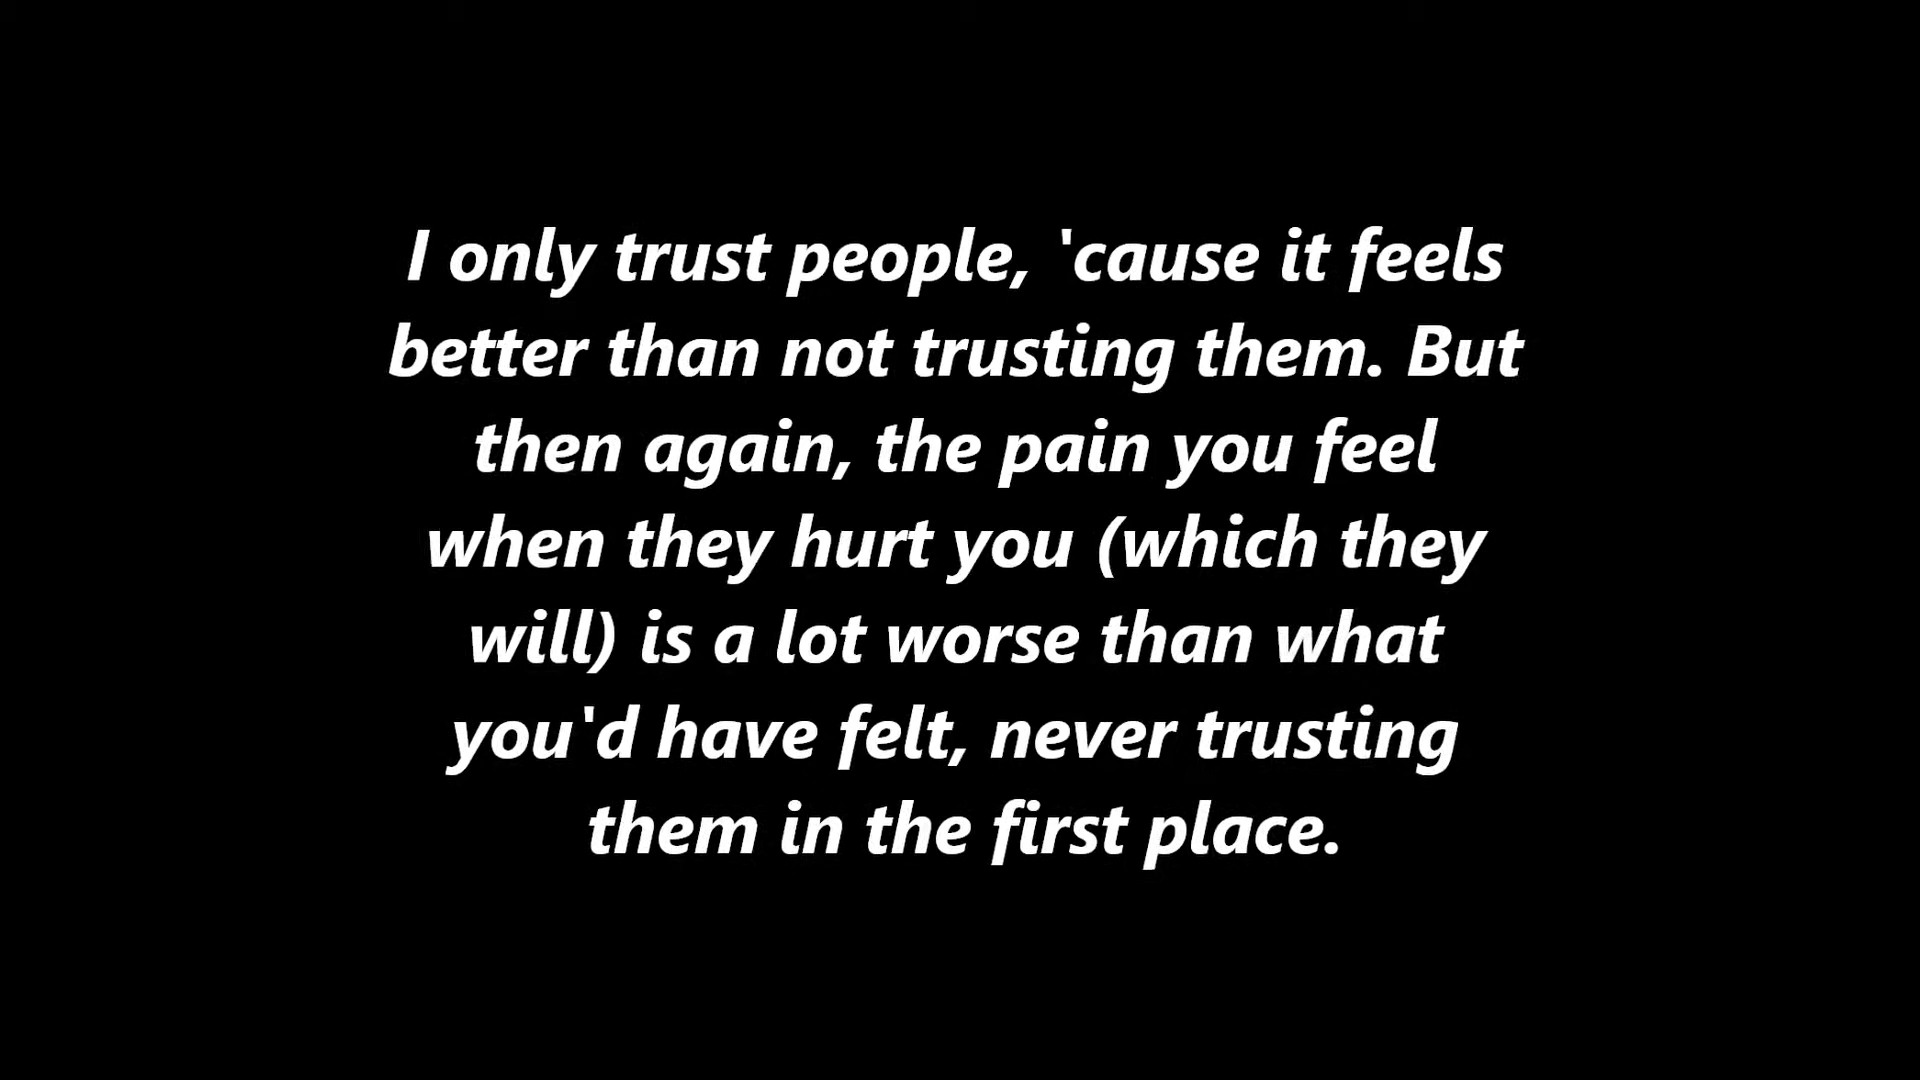 I only trust people, 'cause it feels
better than not trusting them. But
then again, the pain you feel
when they hurt you (which they
will) is a lot worse than what
you'd have felt, never trusting
them in the first place.